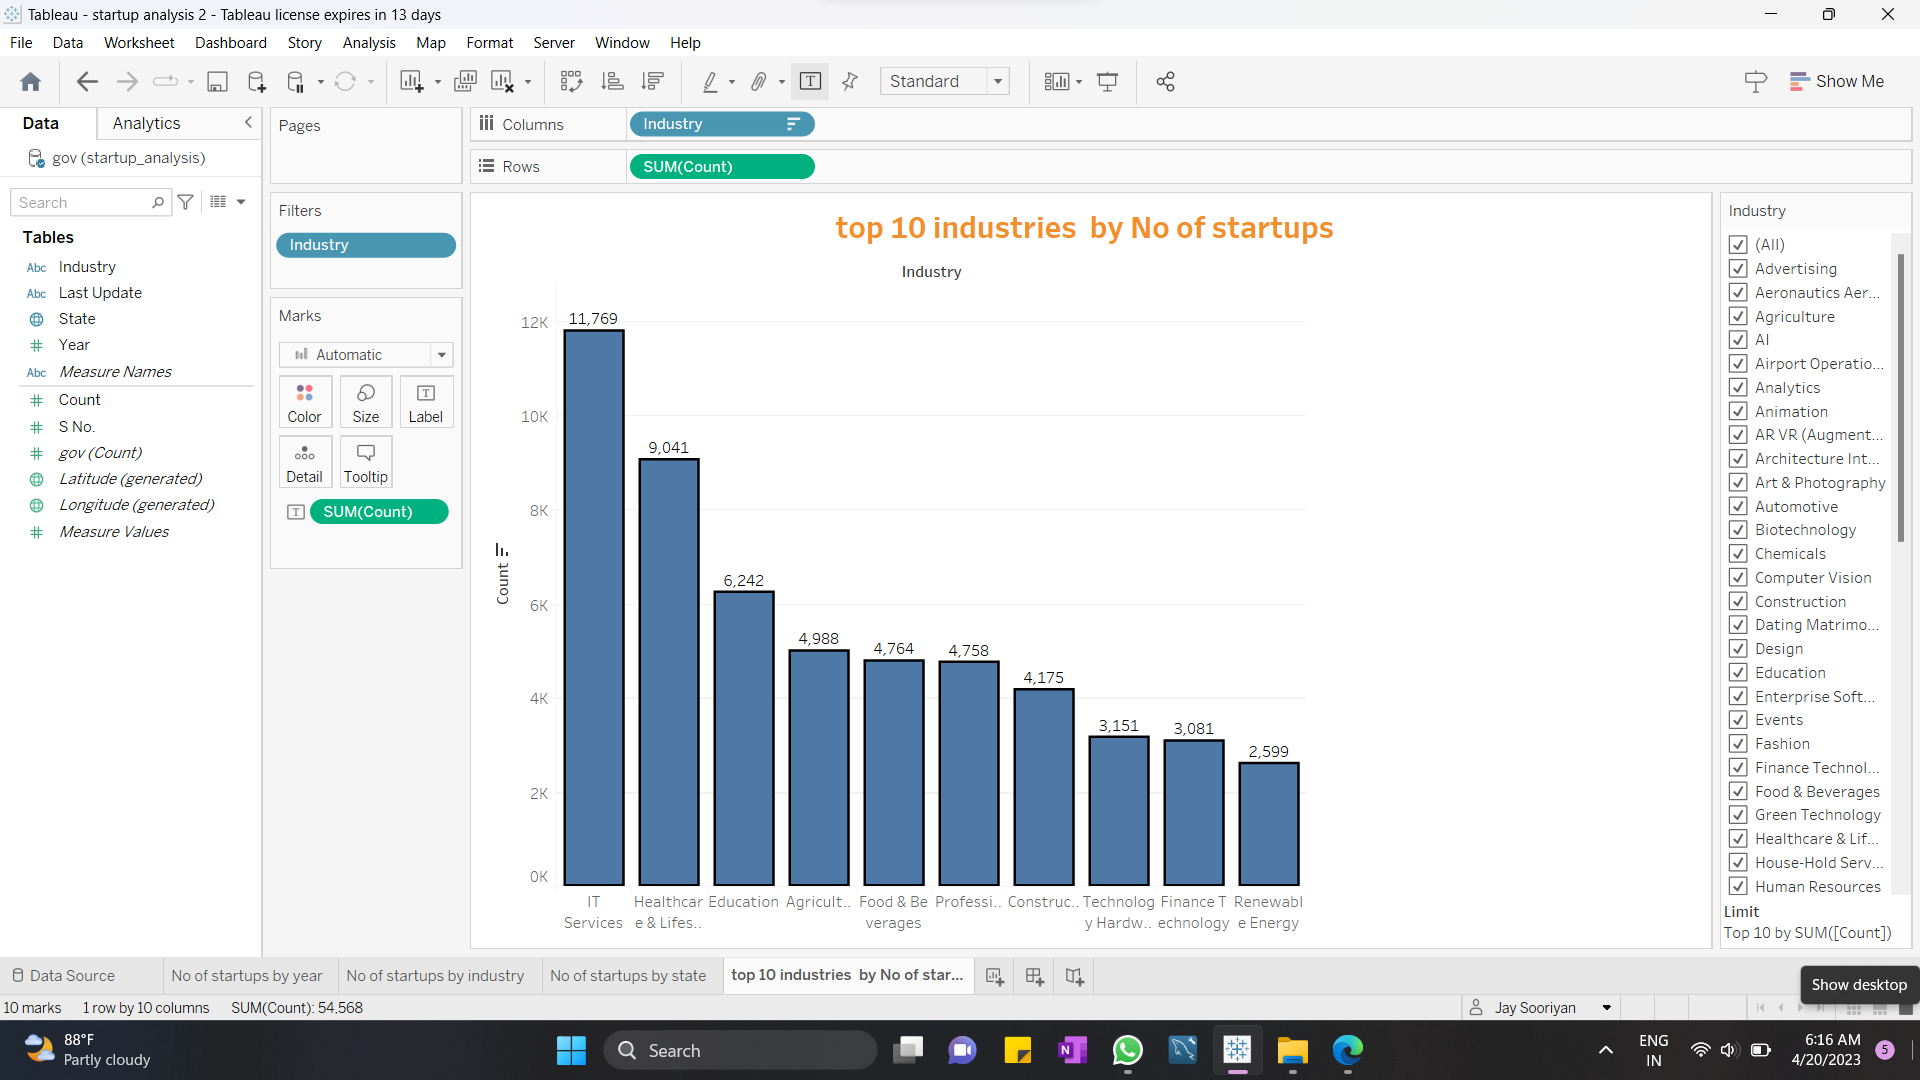 Tableau - startup analysis 2 - Tableau license expires in 13 days
File Data Worksheet Dashboard Story Analysis Map Format Server Window Help
Standard
Show Me
Data Analytics
gov (startup_analysis)
Search
Tables
Abc Industry
Abc Last Update
State
Year
Abc Measure Names
Count
S No.
gov (Count)
Latitude (generated)
Longitude (generated)
Measure Values
Pages
Filters
Industry
Marks
Automatic
Color Size Label
Detail Tooltip
SUM(Count)
Columns Industry
Rows SUM(Count)
top 10 industries  by No of startups
Industry
Count
12K
10K
8K
6K
4K
2K
0K
11,769
9,041
6,242
4,988
4,764
4,758
4,175
3,151
3,081
2,599
IT
Services
Healthcar
e & Lifes..
Education
Agricult..
Food & Be
verages
Professi..
Construc..
Technolog
y Hardw..
Finance T
echnology
Renewabl
e Energy
Industry
(All)
Advertising
Aeronautics Aer...
Agriculture
AI
Airport Operatio...
Analytics
Animation
AR VR (Augment...
Architecture Int...
Art & Photography
Automotive
Biotechnology
Chemicals
Computer Vision
Construction
Dating Matrimo...
Design
Education
Enterprise Soft...
Events
Fashion
Finance Technol...
Food & Beverages
Green Technology
Healthcare & Lif...
House-Hold Serv...
Human Resources
Limit
Top 10 by SUM([Count])
Data Source No of startups by year No of startups by industry No of startups by state top 10 industries  by No of star...
Show desktop
10 marks 1 row by 10 columns SUM(Count): 54,568
Jay Sooriyan
88°F
Partly cloudy
Search
ENG
IN
6:16 AM
4/20/2023
5